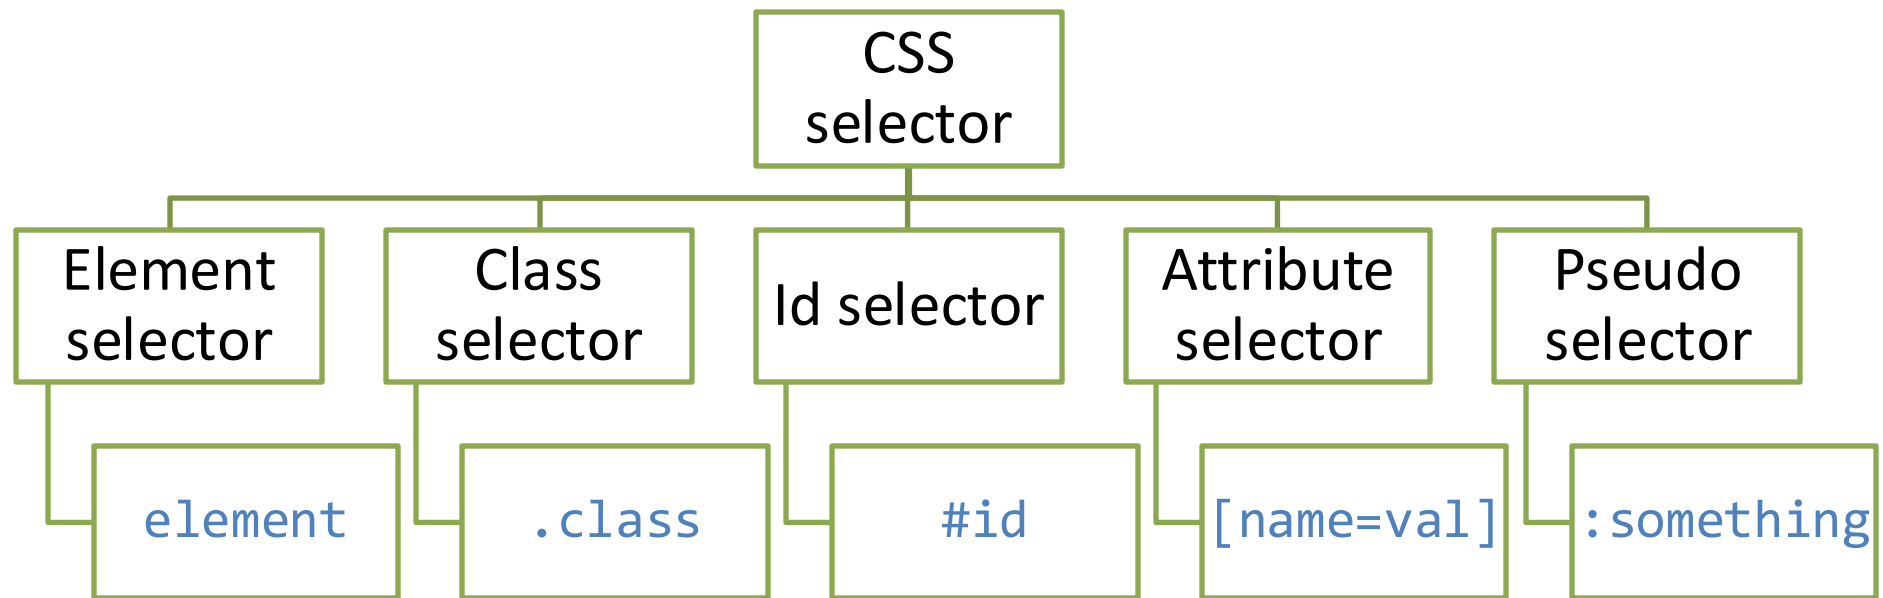 CSS
selector
Element
selector
Class
selector
Id selector
Attribute
selector
Pseudo
selector
element
.class
#id
[name=val]
:something